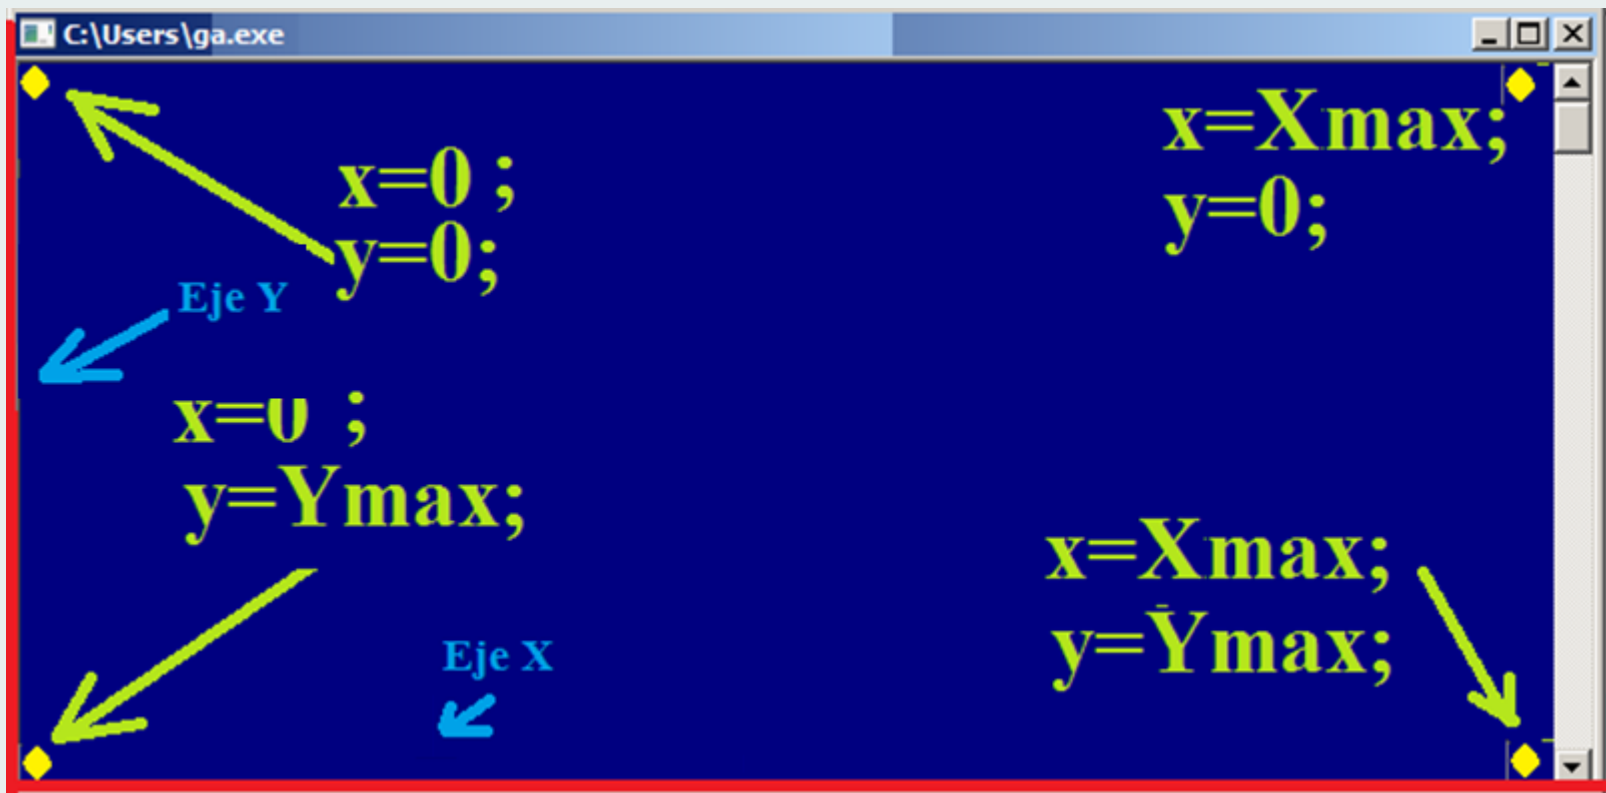 C:\Users\ga.exe
x=0 ;
y=0;
x=Xmax;
y=0;
Eje Y
x=0 ;
y=Ymax;
x=Xmax;
y=Ymax;
Eje X